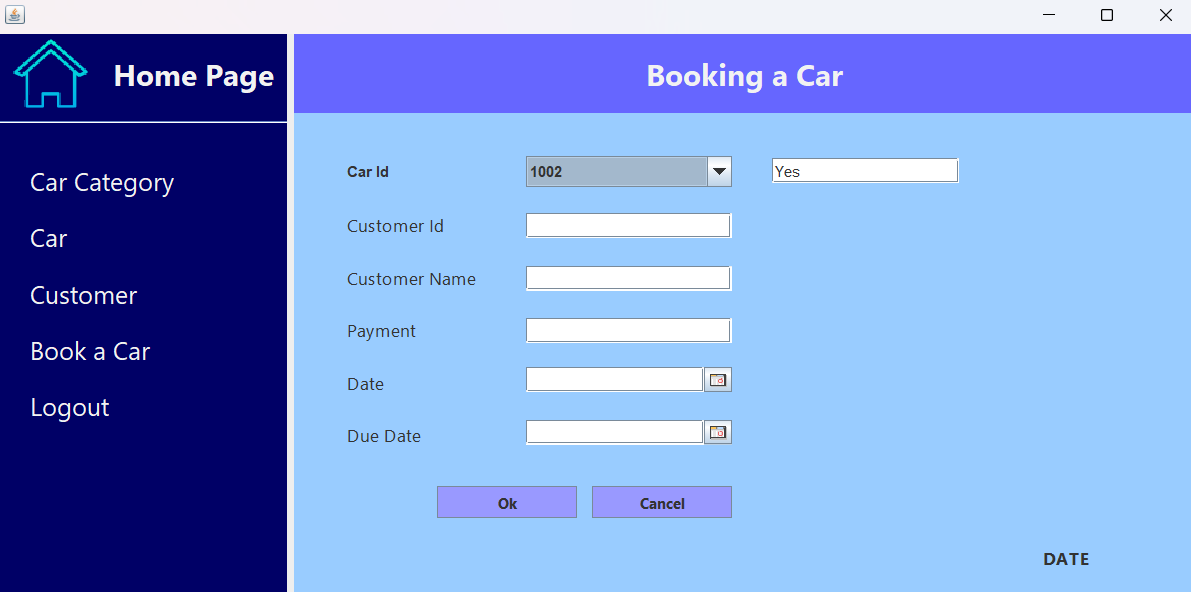 Home Page
Booking a Car
Car Category
Car
Customer
Book a Car
Logout
Car Id 1002 Yes
Customer Id
Customer Name
Payment
Date
Due Date
Ok Cancel
DATE